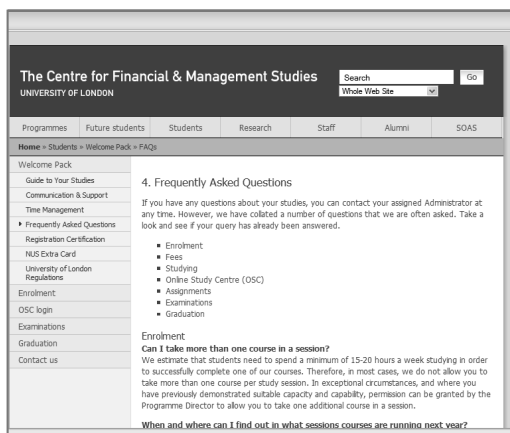 The Centre for Financial & Management Studies
UNIVERSITY OF LONDON
Search
Go
Whole Web Site
Programmes Future students Students Research Staff Alumni SOAS
Home » Students » Welcome Pack » FAQs
Welcome Pack
Guide to Your Studies
Communication & Support
Time Management
Frequently Asked Questions
Registration Certification
NUS Extra Card
University of London
Regulations
Enrolment
OSC login
Examinations
Graduation
Contact us
4. Frequently Asked Questions
If you have any questions about your studies, you can contact your assigned Administrator at
any time. However, we have collated a number of questions that we are often asked. Take a
look and see if your query has already been answered.
Enrolment
Fees
Studying
Online Study Centre (OSC)
Assignments
Examinations
Graduation
Enrolment
Can I take more than one course in a session?
We estimate that students need to spend a minimum of 15-20 hours a week studying in order
to successfully complete one of our courses. Therefore, in most cases, we do not allow you to
take more than one course per study session. In exceptional circumstances, and where you
have previously demonstrated suitable capacity and capability, permission can be granted by the
Programme Director to allow you to take one additional course in a session.
When and where can I find out in what sessions courses are running next year?